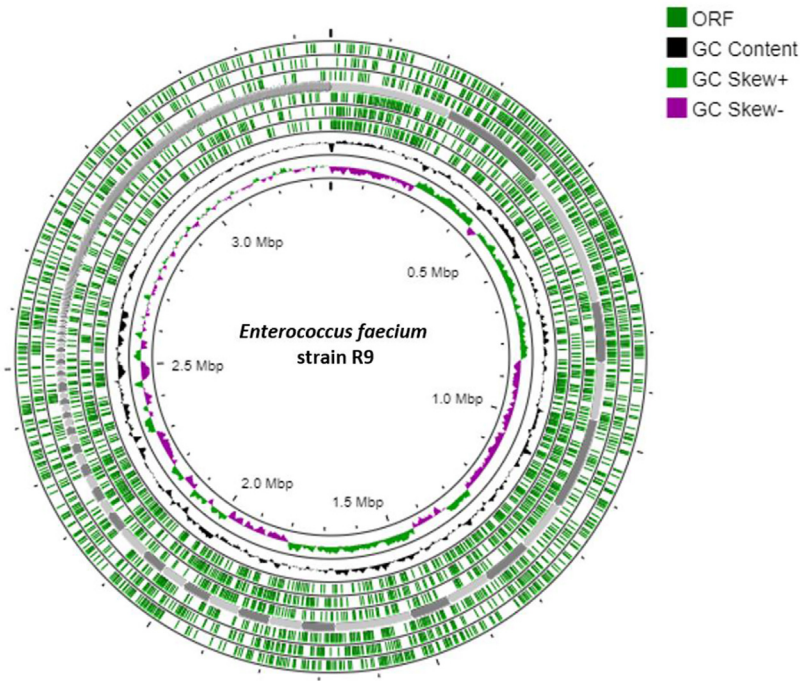 ORF
GC Content
GC Skew+
GC Skew-
3.0 Mbp
0.5 Mbp
Enterococcus faecium
strain R9
2.5 Mbp
1.0 Mbp
2.0 Mbp
1.5 Mbp